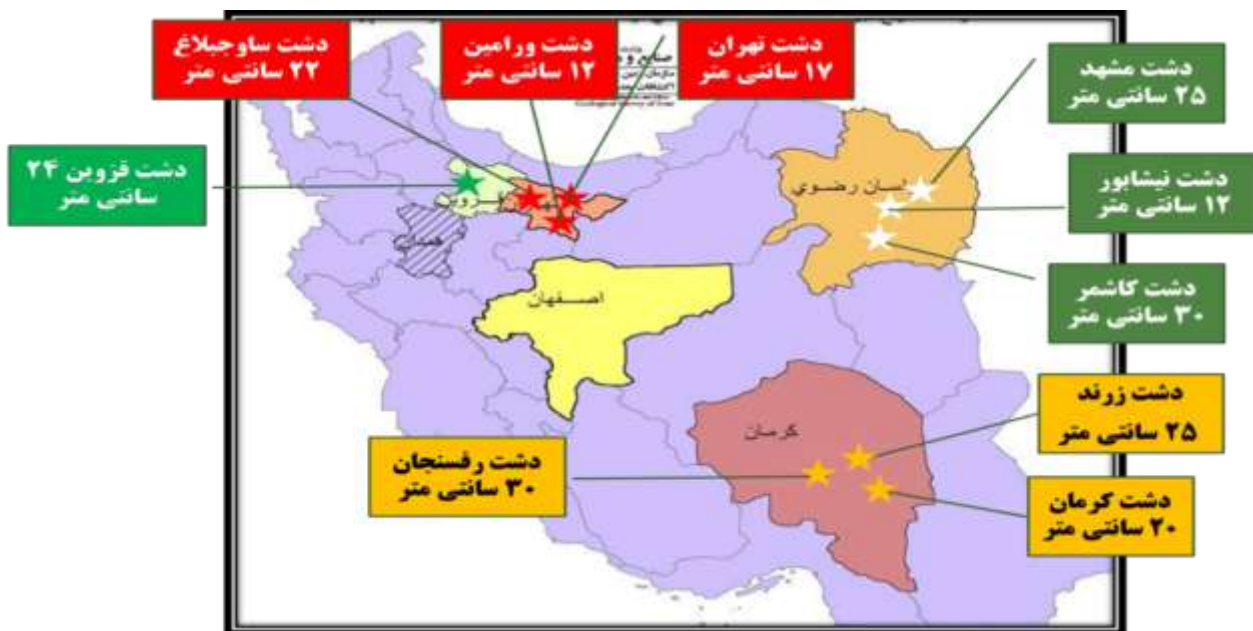 دشت ساوجبلاغ
۲۲ سانتی متر
دشت ورامین
۱۲ سانتی متر
دشت تهران
۱۷ سانتی متر
دشت مشهد
۲۵ سانتی متر
دشت قزوین ۲۴
سانتی متر
دشت نیشابور
۱۲ سانتی متر
دشت کاشمر
۳۰ سانتی متر
همدان
اصفهان
کرمان
دشت زرند
۲۵ سانتی متر
دشت رفسنجان
۳۰ سانتی متر
دشت کرمان
۲۰ سانتی متر